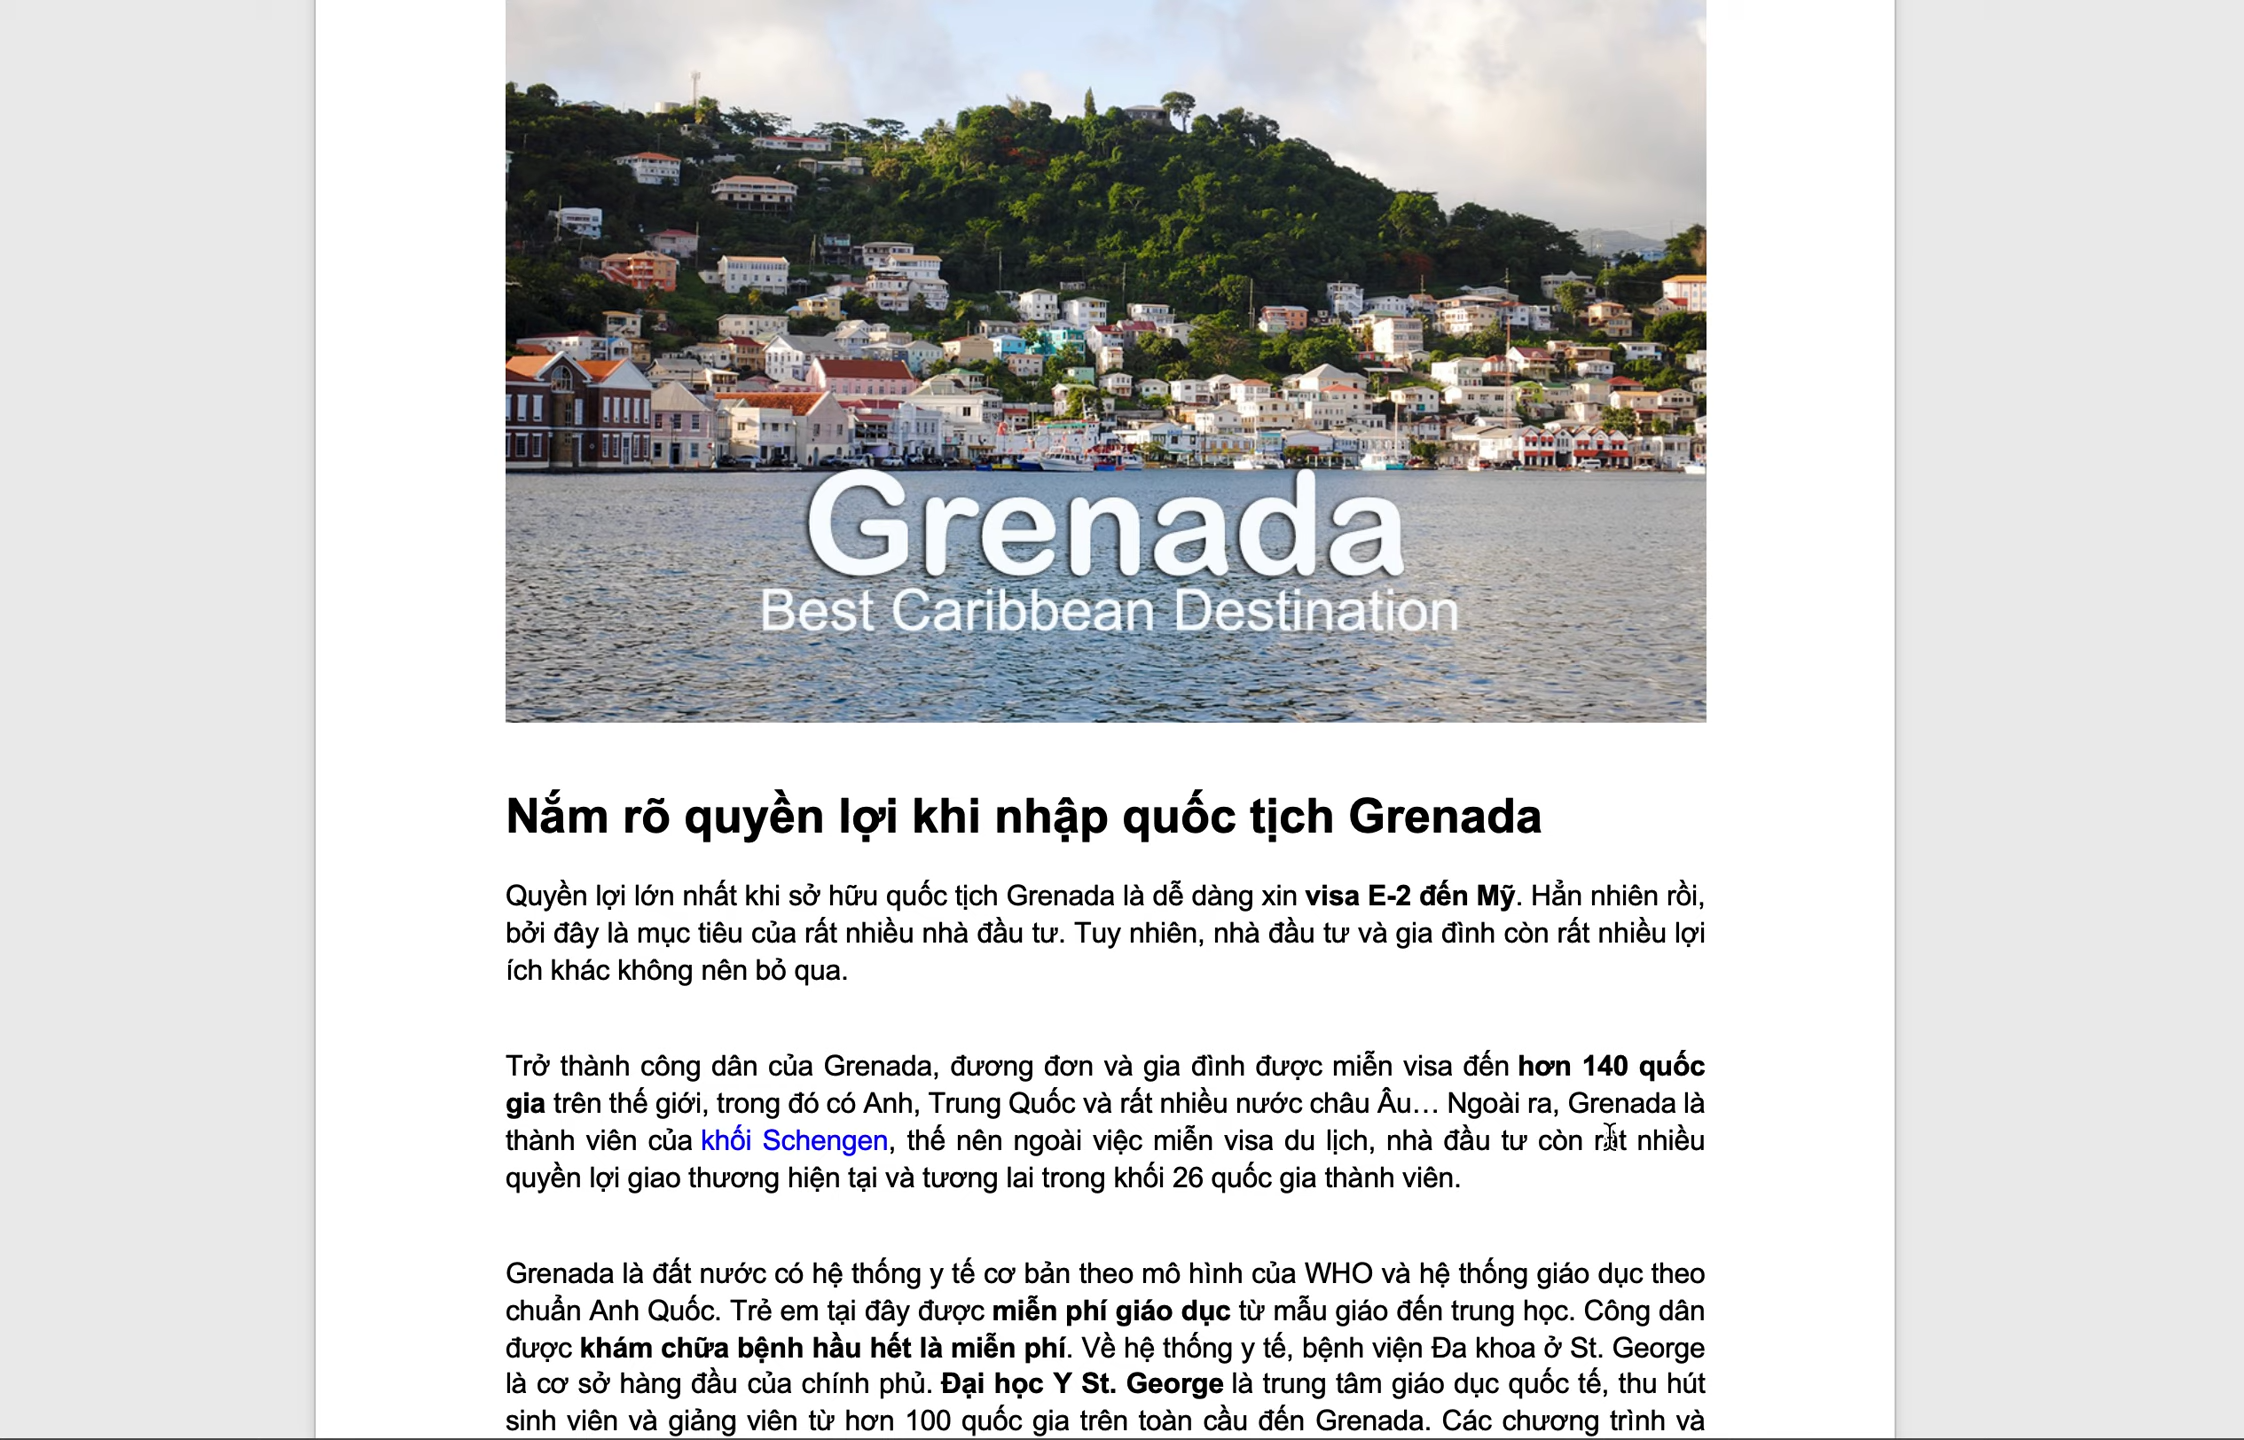 Grenada
Best Caribbean Destination
Nắm rõ quyền lợi khi nhập quốc tịch Grenada
Quyền lợi lớn nhất khi sở hữu quốc tịch Grenada là dễ dàng xin visa E-2 đến Mỹ. Hẳn nhiên rồi,
bởi đây là mục tiêu của rất nhiều nhà đầu tư. Tuy nhiên, nhà đầu tư và gia đình còn rất nhiều lợi
ích khác không nên bỏ qua.
Trở thành công dân của Grenada, đương đơn và gia đình được miễn visa đến hơn 140 quốc
gia trên thế giới, trong đó có Anh, Trung Quốc và rất nhiều nước châu Âu… Ngoài ra, Grenada là
thành viên của khối Schengen, thế nên ngoài việc miễn visa du lịch, nhà đầu tư còn rất nhiều
quyền lợi giao thương hiện tại và tương lai trong khối 26 quốc gia thành viên.
Grenada là đất nước có hệ thống y tế cơ bản theo mô hình của WHO và hệ thống giáo dục theo
chuẩn Anh Quốc. Trẻ em tại đây được miễn phí giáo dục từ mẫu giáo đến trung học. Công dân
được khám chữa bệnh hầu hết là miễn phí. Về hệ thống y tế, bệnh viện Đa khoa ở St. George
là cơ sở hàng đầu của chính phủ. Đại học Y St. George là trung tâm giáo dục quốc tế, thu hút
sinh viên và giảng viên từ hơn 100 quốc gia trên toàn cầu đến Grenada. Các chương trình và